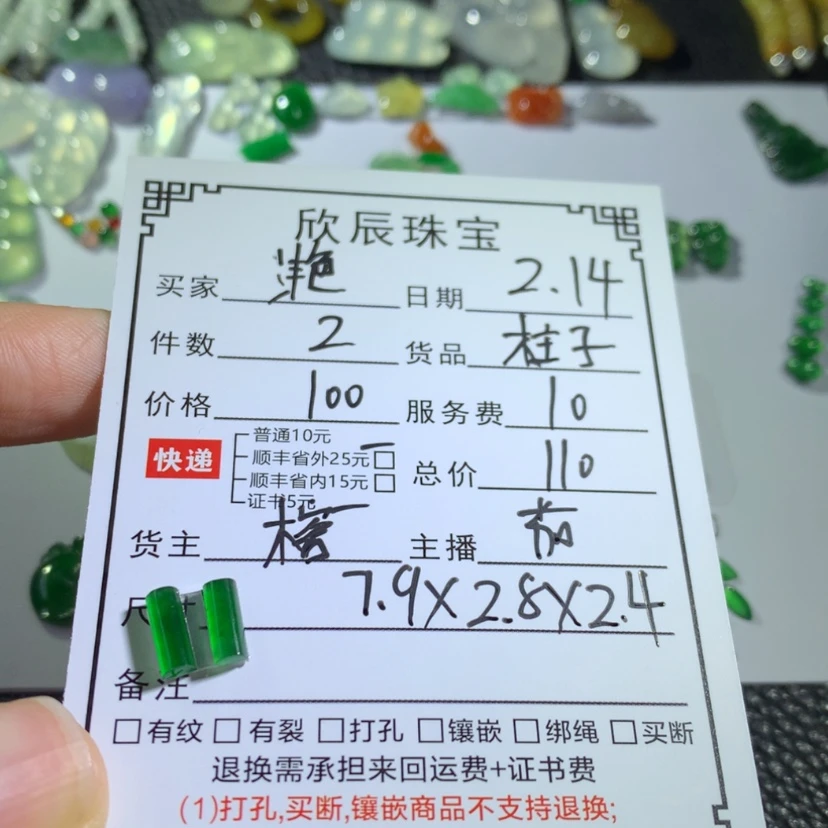 欣辰珠宝
买家 艳 日期 2.14
件数 2 货品 桂子
价格 100 服务费 10
快递 普通10元
顺丰省外25元
顺丰省内15元
证书5元
总价 110
货主 主播 茄
尺寸 7.9X2.8X2.4
备注
有纹 有裂 打孔 镶嵌 绑绳 买断
退换需承担来回运费+证书费
(1)打孔,买断,镶嵌商品不支持退换;